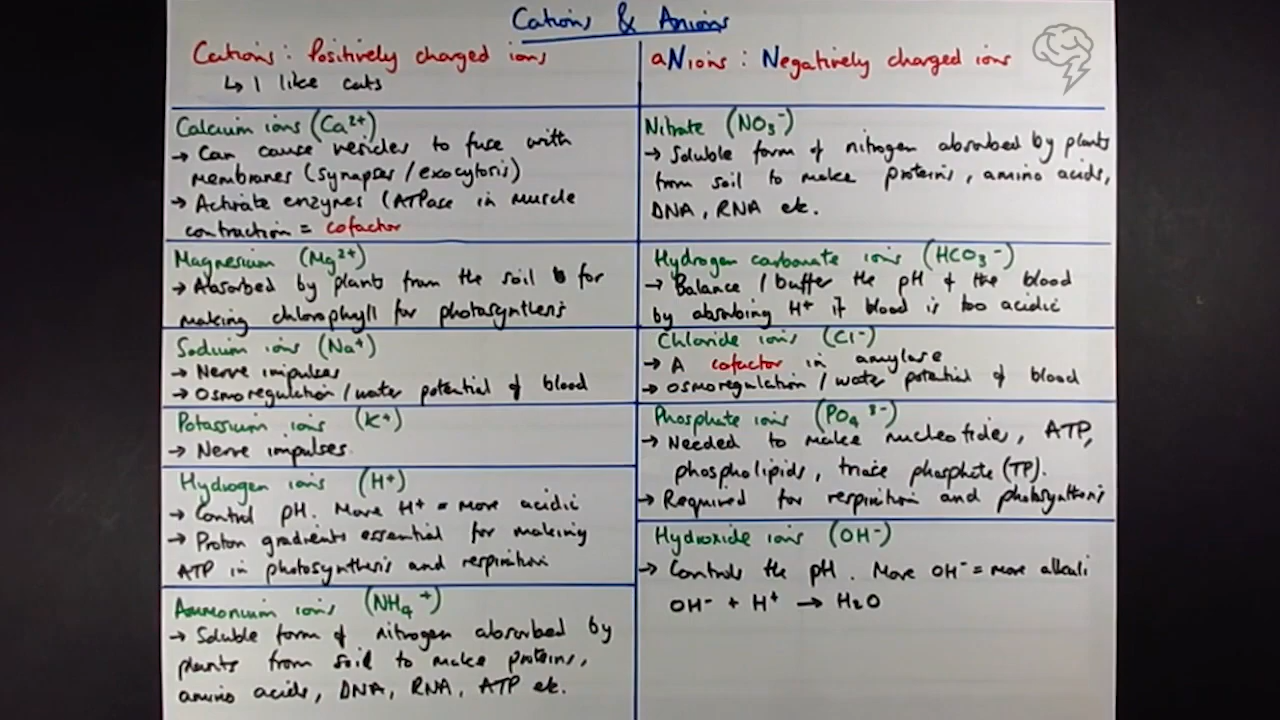 Cations & Anions
Cations : Positively charged ions
↳ I like cats
Calcium ions (Ca²⁺)
→ Can cause vesicles to fuse with
membranes (synapses / exocytosis)
→ Activate enzymes (ATPase in muscle
contraction = cofactor
Magnesium (Mg²⁺)
→ Absorbed by plants from the soil for
making chlorophyll for photosynthesis
Sodium ions (Na⁺)
→ Nerve impulses
→ Osmoregulation / water potential of blood
Potassium ions (K⁺)
→ Nerve impulses.
Hydrogen ions (H⁺)
→ Control pH. More H⁺ = more acidic
→ Proton gradients essential for making
ATP in photosynthesis and respiration
Ammonium ions (NH₄⁺)
→ Soluble form of nitrogen absorbed by
plants from soil to make proteins,
amino acids, DNA, RNA, ATP etc.
aNions : Negatively charged ions
Nitrate (NO₃⁻)
→ Soluble form of nitrogen absorbed by plants
from soil to make proteins, amino acids,
DNA, RNA etc.
Hydrogen carbonate ions (HCO₃⁻)
→ Balance / buffer the pH of the blood
by absorbing H⁺ if blood is too acidic
Chloride ions (Cl⁻)
→ A cofactor in amylase
→ Osmoregulation / water potential of blood
Phosphate ions (PO₄³⁻)
→ Needed to make nucleotides, ATP,
phospholipids, triose phosphate (TP).
→ Required for respiration and photosynthesis
Hydroxide ions (OH⁻)
→ Controls the pH. More OH⁻ = more alkali
OH⁻ + H⁺ → H₂O